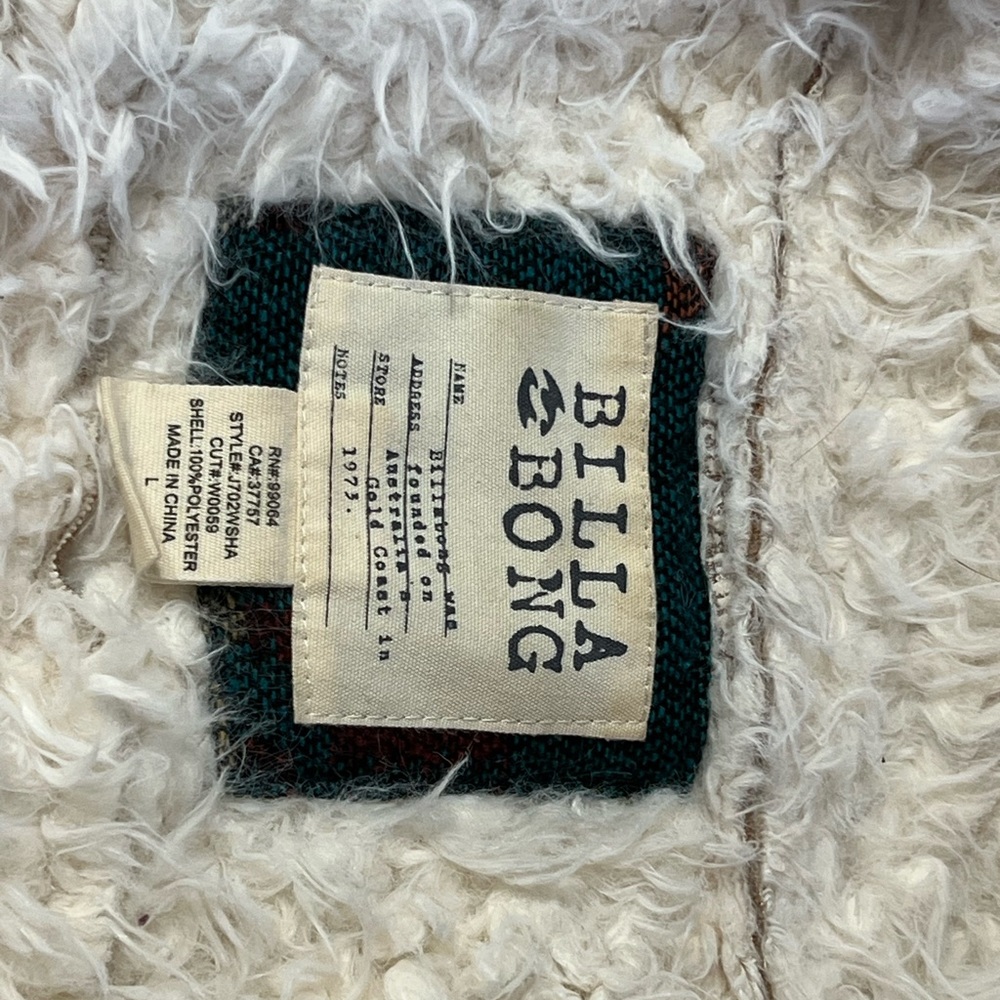 BILLA
BONG
NAME
Billabong was
ADDRESS founded on
STORE Australia's
Gold Coast in
NOTES 1973.
RN#:99064
CA#:37757
STYLE#:J702WSHA
CUT#:W0059
SHELL:100%POLYESTER
MADE IN CHINA
L